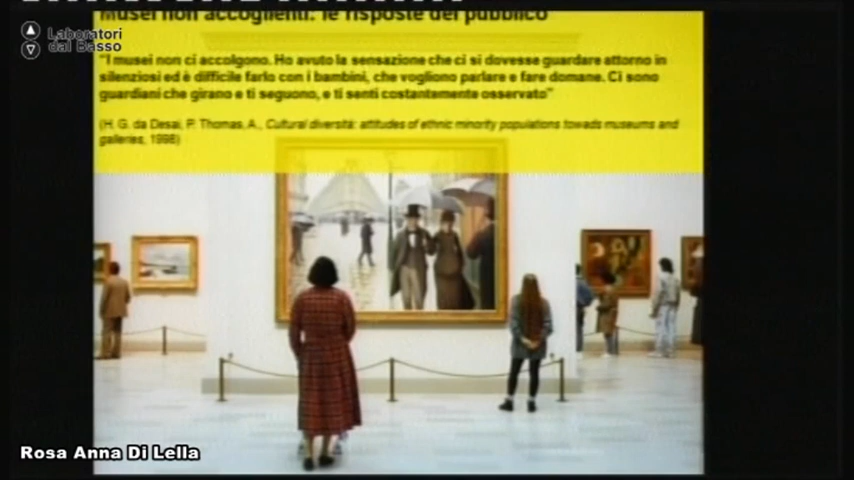 Musei non accoglienti: le risposte del pubblico
Laboratori
dal Basso
"I musei non ci accolgono. Ho avuto la sensazione che ci si dovesse guardare attorno in
silenziosi ed è difficile farlo con i bambini, che vogliono parlare e fare domande. Ci sono
guardiani che girano e ti seguono, e ti senti costantemente osservato"
(H. G. da Desai, P. Thomas, A., Cultural diversità: attitudes of ethnic minority populations towards museums and
galleries, 1998)
Rosa Anna Di Lella